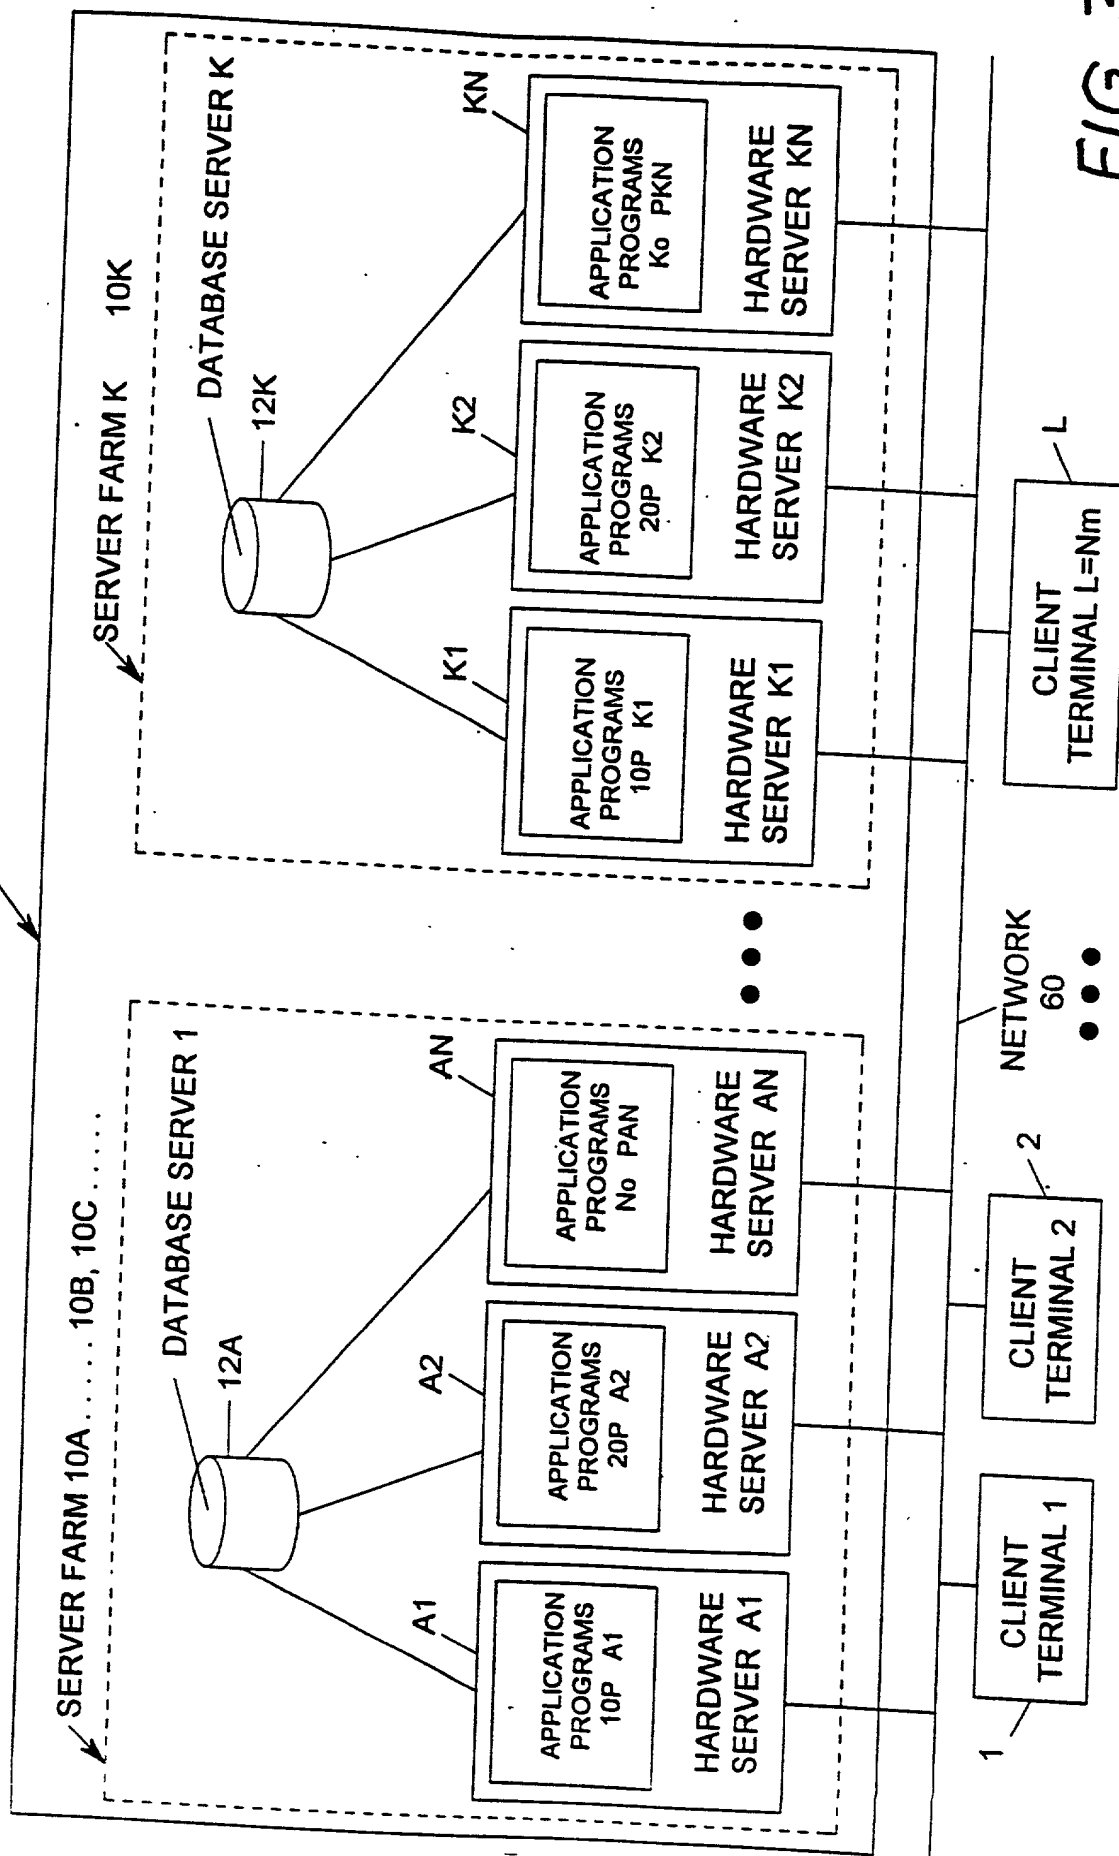 SERVER FARM 10A ..... 10B, 10C .....
SERVER FARM K 10K
DATABASE SERVER 1
12A
DATABASE SERVER K
12K
A1
A2
AN
K1
K2
KN
APPLICATION
PROGRAMS
10P A1
HARDWARE
SERVER A1
APPLICATION
PROGRAMS
20P A2
HARDWARE
SERVER A2
APPLICATION
PROGRAMS
No PAN
HARDWARE
SERVER AN
APPLICATION
PROGRAMS
10P K1
HARDWARE
SERVER K1
APPLICATION
PROGRAMS
20P K2
HARDWARE
SERVER K2
APPLICATION
PROGRAMS
Ko PKN
HARDWARE
SERVER KN
1
CLIENT
TERMINAL 1
2
CLIENT
TERMINAL 2
NETWORK
60
L
CLIENT
TERMINAL L=Nm
FIG